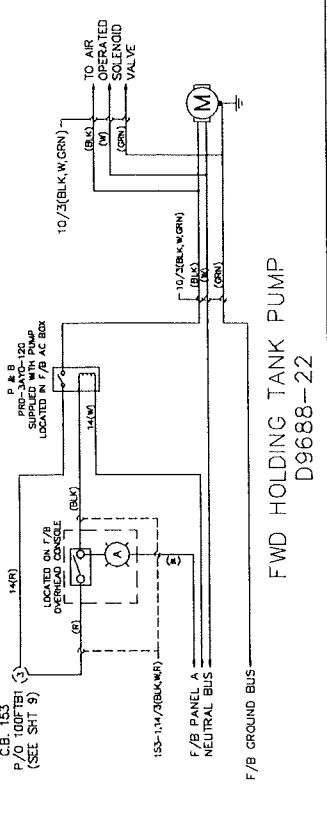 C.B. 153
P/O 100FTB1
(SEE SHT 9)
3
14(R)
(R)
LOCATED ON F/B
OVERHEAD CONSOLE
A
(BLK)
(W)
153-1,14/3(BLK,W,R)
P & B
PRD-3AY0-120
SUPPLIED WITH PUMP
LOCATED IN F/B AC BOX
14(W)
10/3(BLK,W,GRN)
(BLK)
(W)
(GRN)
TO AIR
OPERATED
SOLENOID
VALVE
M
10/3(BLK,W,GRN)
(BLK)
(W)
(GRN)
F/B PANEL A
NEUTRAL BUS
F/B GROUND BUS
FWD HOLDING TANK PUMP
D9688-22